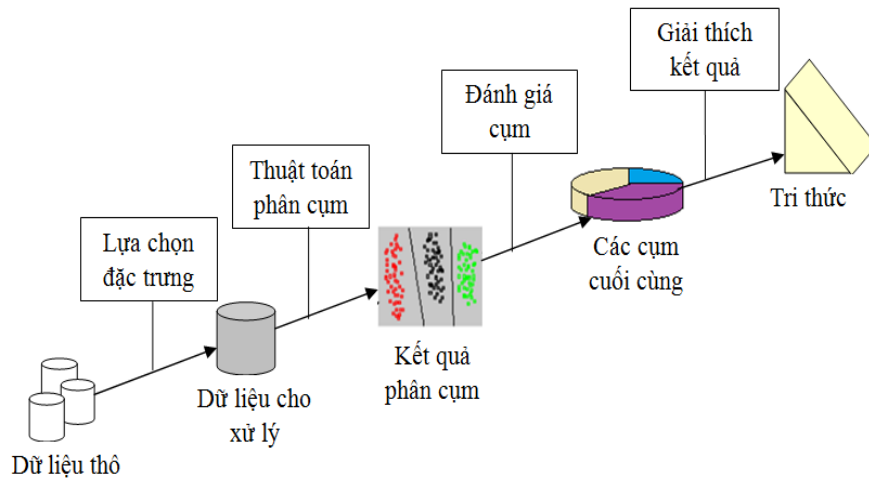 Giải thích
kết quả
Đánh giá
cụm
Thuật toán
phân cụm
Lựa chọn
đặc trưng
Tri thức
Các cụm
cuối cùng
Kết quả
phân cụm
Dữ liệu cho
xử lý
Dữ liệu thô